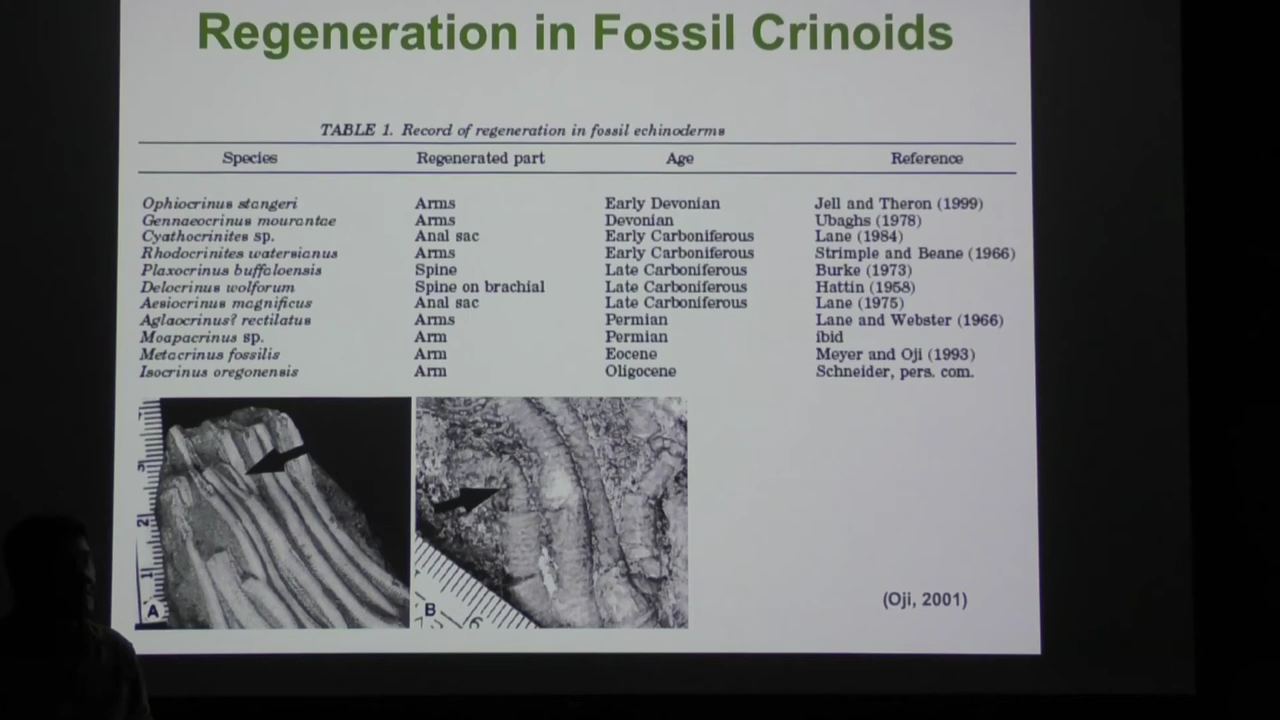 Regeneration in Fossil Crinoids
TABLE 1. Record of regeneration in fossil echinoderms
Species Regenerated part Age Reference
Ophiocrinus stangeri Arms Early Devonian Jell and Theron (1999)
Gennaeocrinus mourantae Arms Devonian Ubaghs (1978)
Cyathocrinites sp. Anal sac Early Carboniferous Lane (1984)
Rhodocrinites watersianus Arms Early Carboniferous Strimple and Beane (1966)
Plaxocrinus buffaloensis Spine Late Carboniferous Burke (1973)
Delocrinus wolforum Spine on brachial Late Carboniferous Hattin (1958)
Aesiocrinus magnificus Anal sac Late Carboniferous Lane (1975)
Aglaocrinus? rectilatus Arms Permian Lane and Webster (1966)
Moapacrinus sp. Arm Permian ibid
Metacrinus fossilis Arm Eocene Meyer and Oji (1993)
Isocrinus oregonensis Arm Oligocene Schneider, pers. com.
3
2
1
A
B
6
(Oji, 2001)